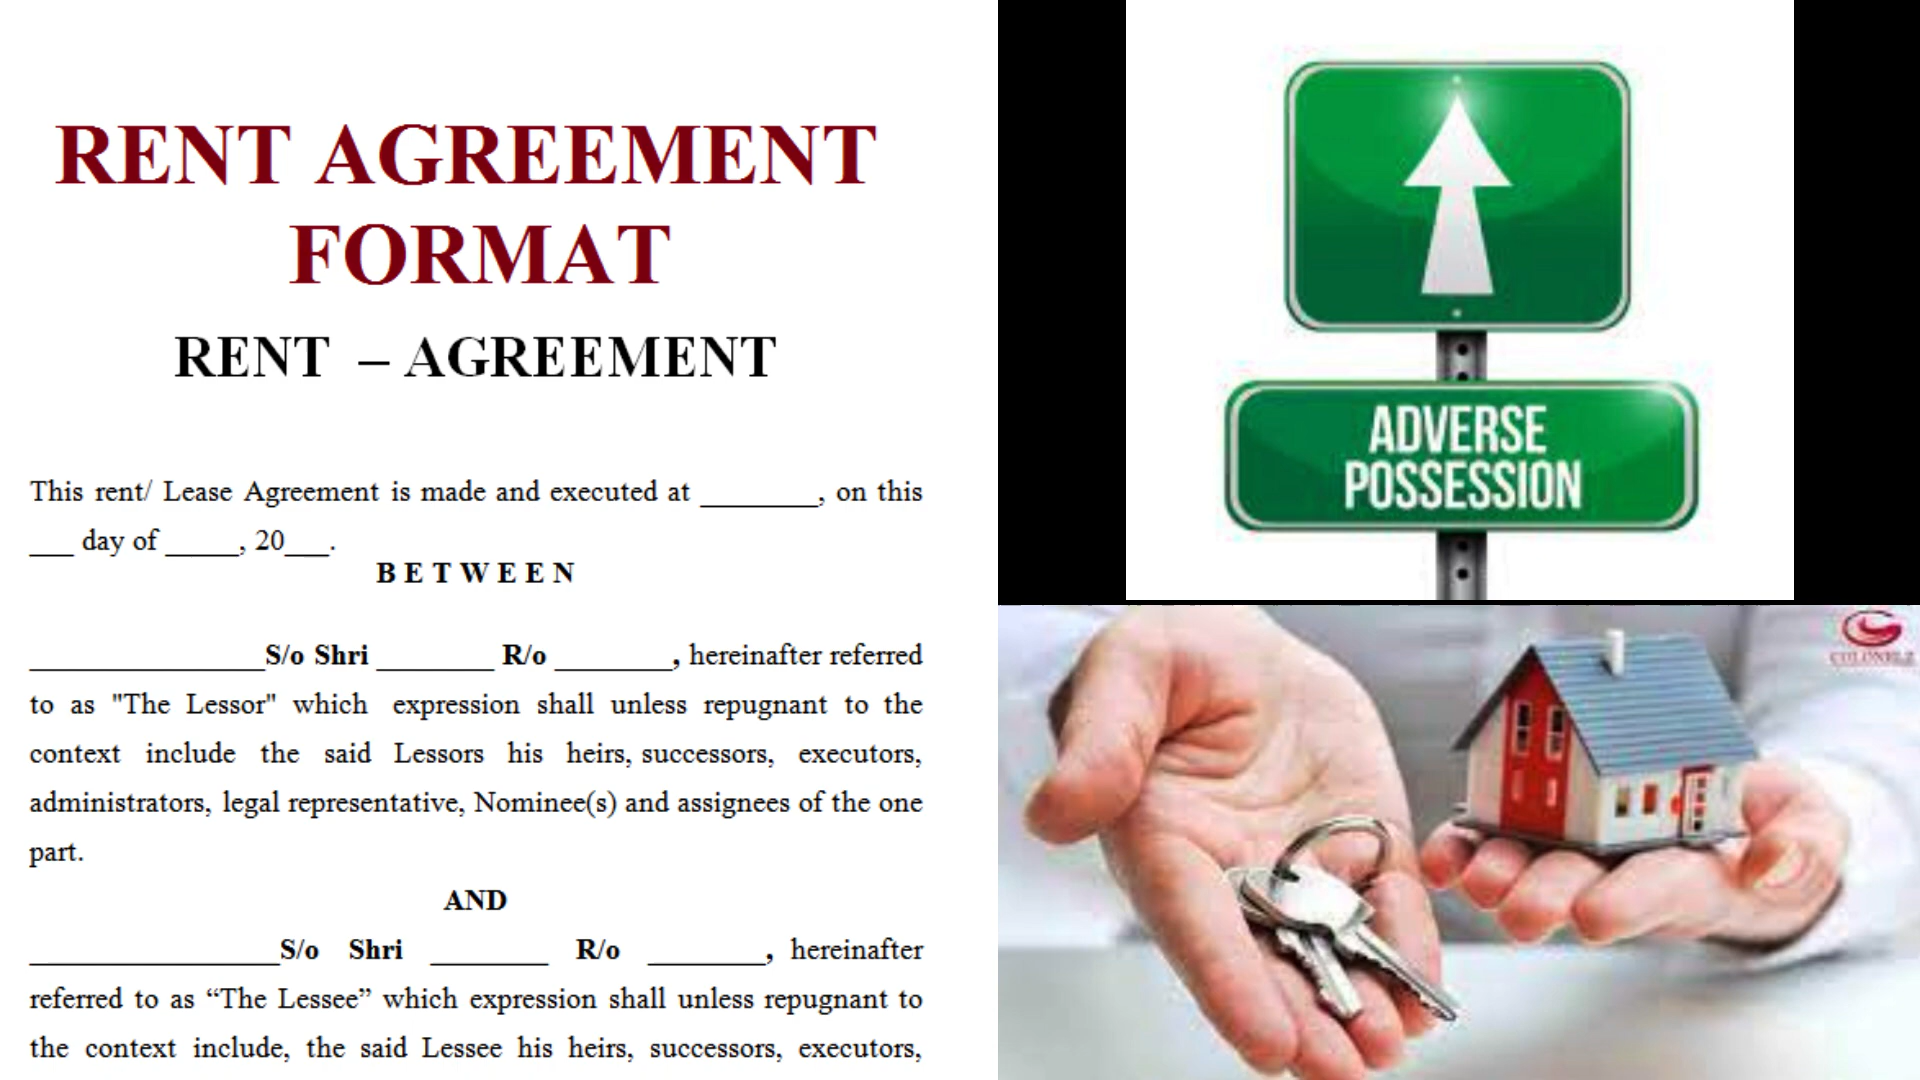 RENT AGREEMENT
FORMAT
RENT – AGREEMENT
This rent/ Lease Agreement is made and executed at ________, on this
___ day of _____, 20___.
B E T W E E N
________________S/o Shri ________ R/o ________, hereinafter referred
to as "The Lessor" which expression shall unless repugnant to the
context include the said Lessors his heirs, successors, executors,
administrators, legal representative, Nominee(s) and assignees of the one
part.
AND
_________________S/o Shri ________ R/o ________, hereinafter
referred to as “The Lessee” which expression shall unless repugnant to
the context include, the said Lessee his heirs, successors, executors,
ADVERSE
POSSESSION